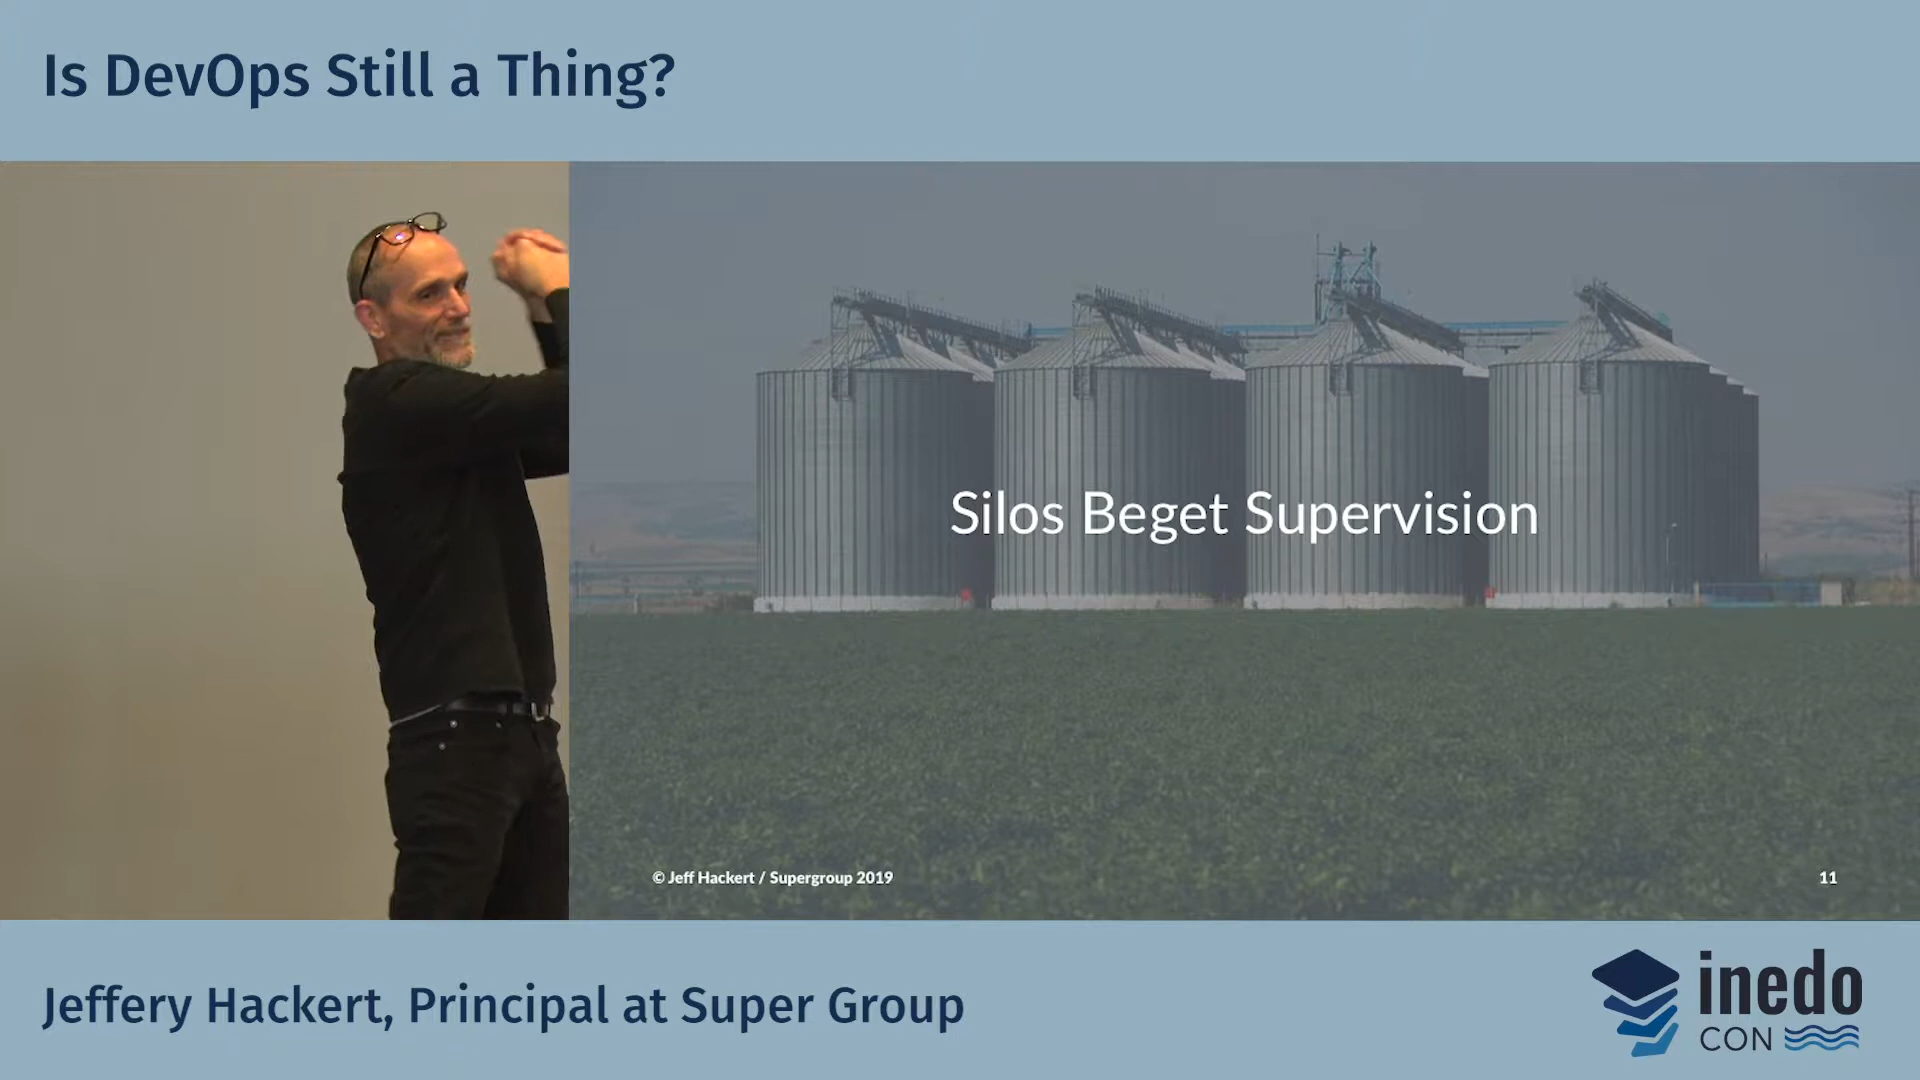 Is DevOps Still a Thing?
Silos Beget Supervision
© Jeff Hackert / Supergroup 2019
11
Jeffery Hackert, Principal at Super Group
inedo
CON